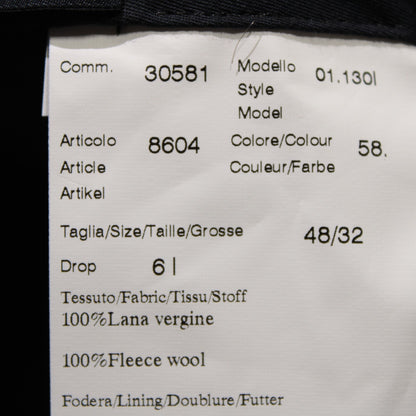 Comm. 30581 Modello 01.130l
Style
Model
Articolo 8604 Colore/Colour 58.
Article Couleur/Farbe
Artikel
Taglia/Size/Taille/Grosse 48/32
Drop 6 l
Tessuto/Fabric/Tissu/Stoff
100%Lana vergine
100%Fleece wool
Fodera/Lining/Doublure/Futter